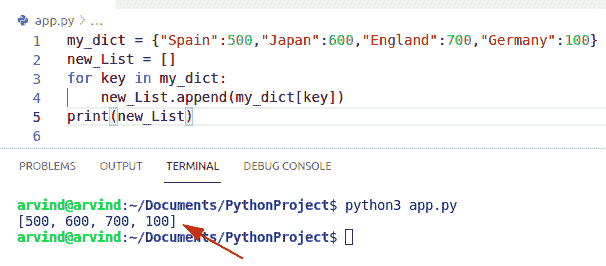 app.py > ...
1 my_dict = {"Spain":500,"Japan":600,"England":700,"Germany":100}
2 new_List = []
3 for key in my_dict:
4     new_List.append(my_dict[key])
5 print(new_List)
6
PROBLEMS OUTPUT TERMINAL DEBUG CONSOLE
arvind@arvind:~/Documents/PythonProject$ python3 app.py
[500, 600, 700, 100]
arvind@arvind:~/Documents/PythonProject$